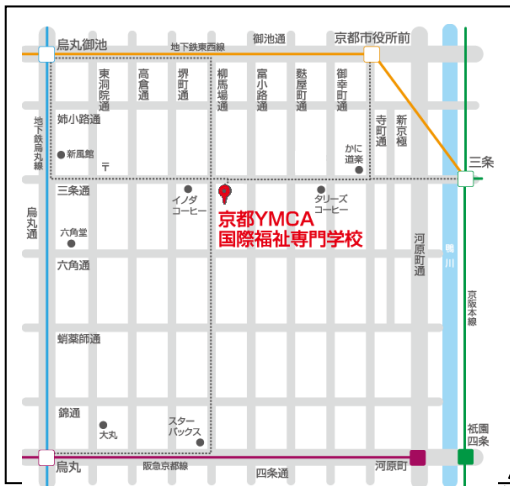 烏丸御池
地下鉄東西線
御池通
京都市役所前
東洞院通
高倉通
堺町通
柳馬場通
富小路通
麩屋町通
御幸町通
寺町通
新京極
地下鉄烏丸線
姉小路通
新風館
〒
かに
道楽
三条
三条通
イノダ
コーヒー
タリーズ
コーヒー
烏丸通
京都YMCA
国際福祉専門学校
六角堂
六角通
河原町通
鴨川
京阪本線
蛸薬師通
錦通
大丸
スター
バックス
祇園
四条
烏丸
阪急京都線
四条通
河原町